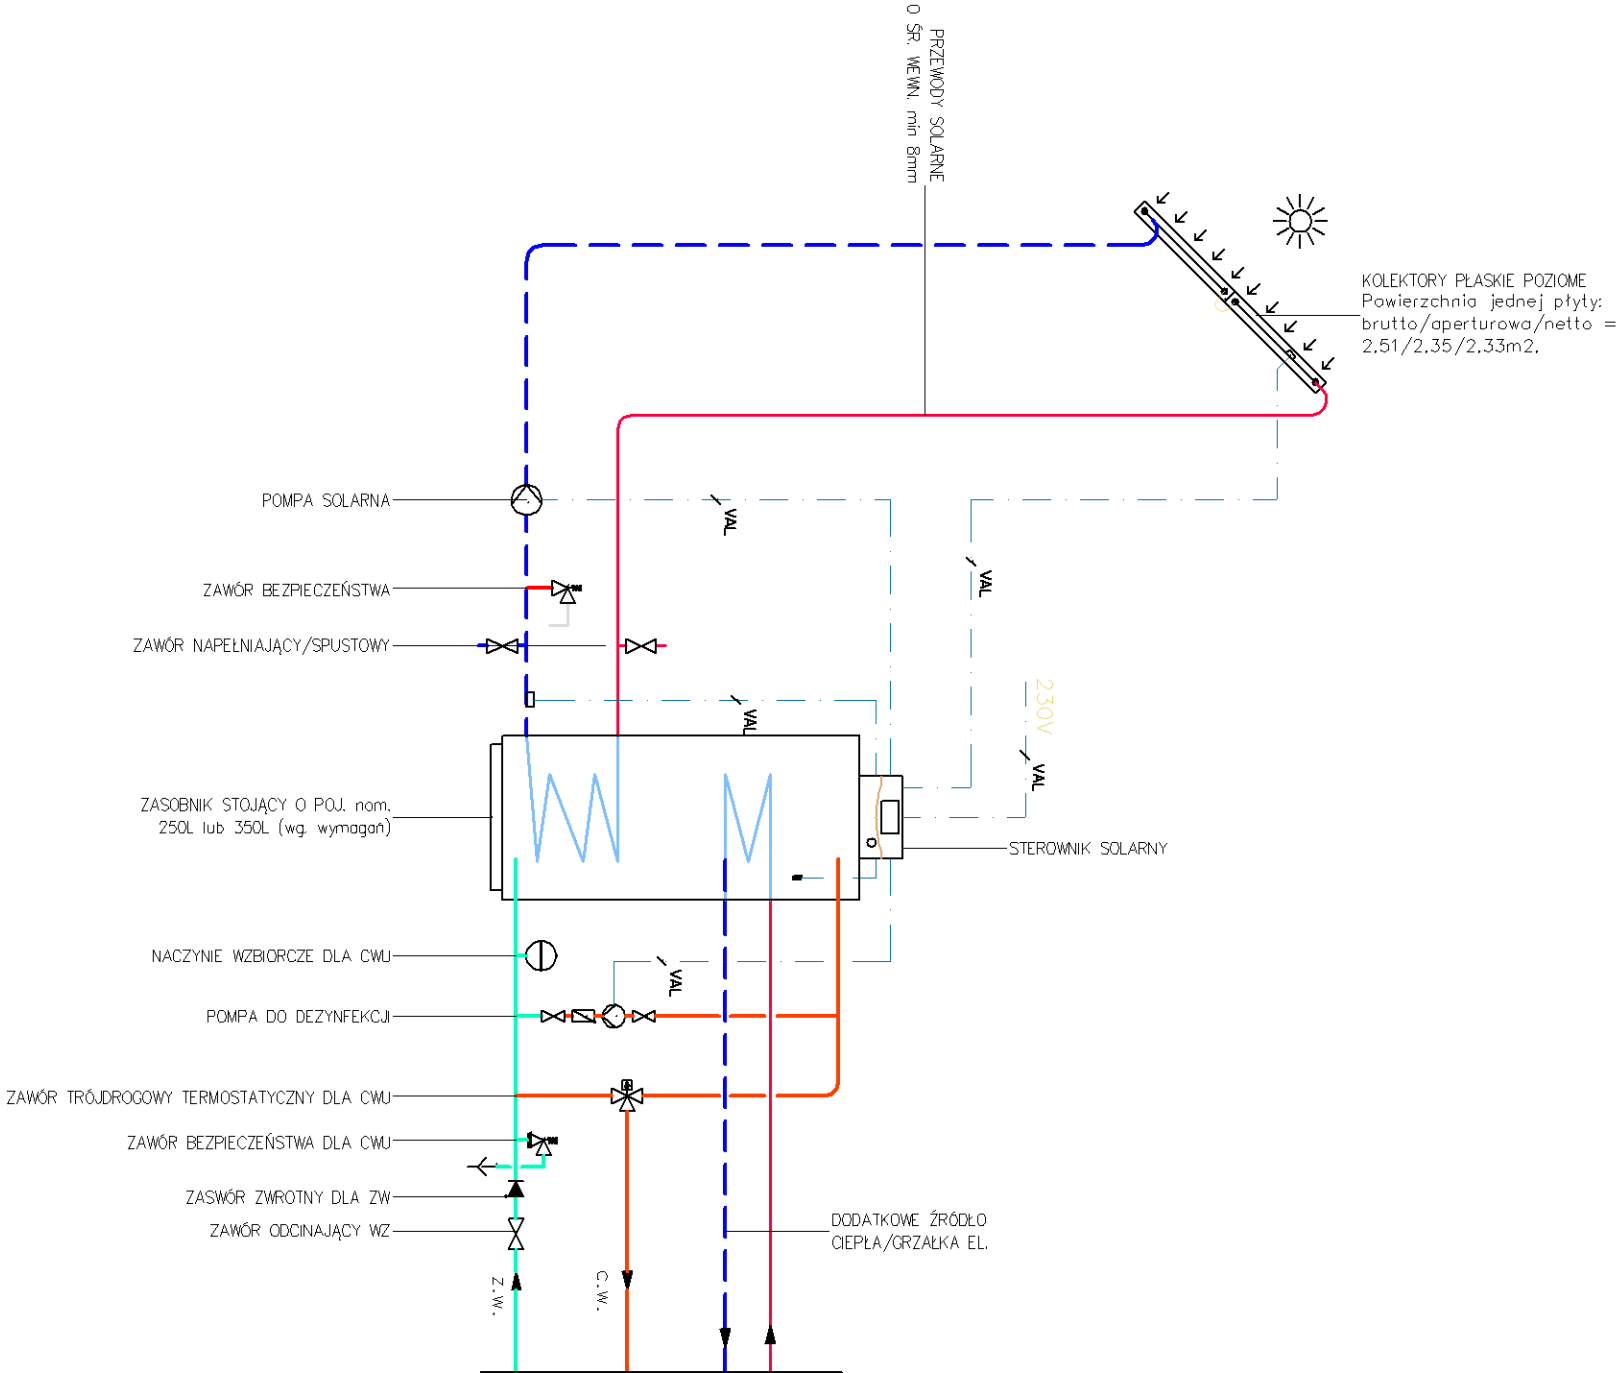 PRZEWODY SOLARNE
O ŚR. WEWN. min 8mm
KOLEKTORY PŁASKIE POZIOME
Powierzchnia jednej płyty:
brutto/aperturowa/netto =
2,51/2,35/2,33m2,
POMPA SOLARNA
VAL
VAL
ZAWÓR BEZPIECZEŃSTWA
ZAWÓR NAPEŁNIAJĄCY/SPUSTOWY
VAL
230V
VAL
ZASOBNIK STOJĄCY O POJ. nom.
250L lub 350L (wg. wymagań)
STEROWNIK SOLARNY
NACZYNIE WZBIORCZE DLA CWU
VAL
POMPA DO DEZYNFEKCJI
ZAWÓR TRÓJDROGOWY TERMOSTATYCZNY DLA CWU
ZAWÓR BEZPIECZEŃSTWA DLA CWU
ZASWÓR ZWROTNY DLA ZW
ZAWÓR ODCINAJĄCY WZ
DODATKOWE ŹRÓDŁO
CIEPŁA/GRZAŁKA EL.
Z.W.
C.W.